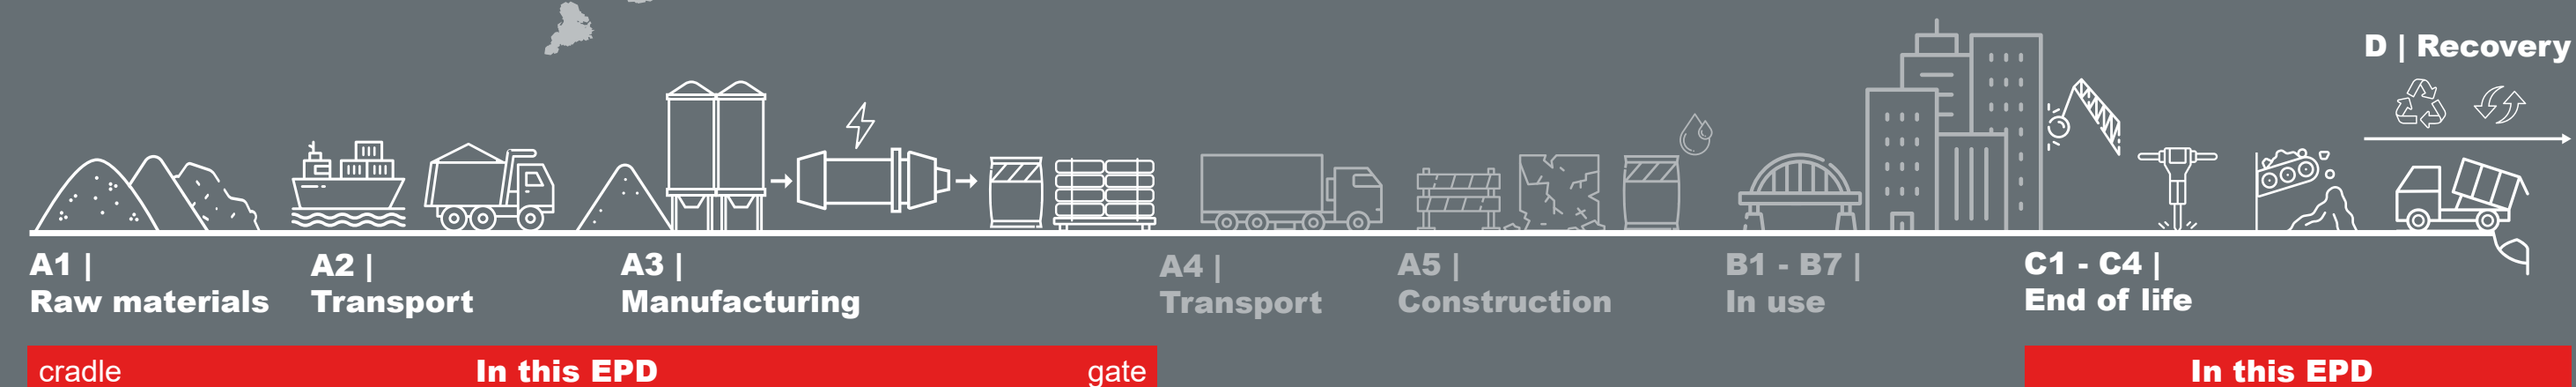 D | Recovery
A1 |
Raw materials
A2 |
Transport
A3 |
Manufacturing
A4 |
Transport
A5 |
Construction
B1 - B7 |
In use
C1 - C4 |
End of life
cradle
In this EPD
gate
In this EPD